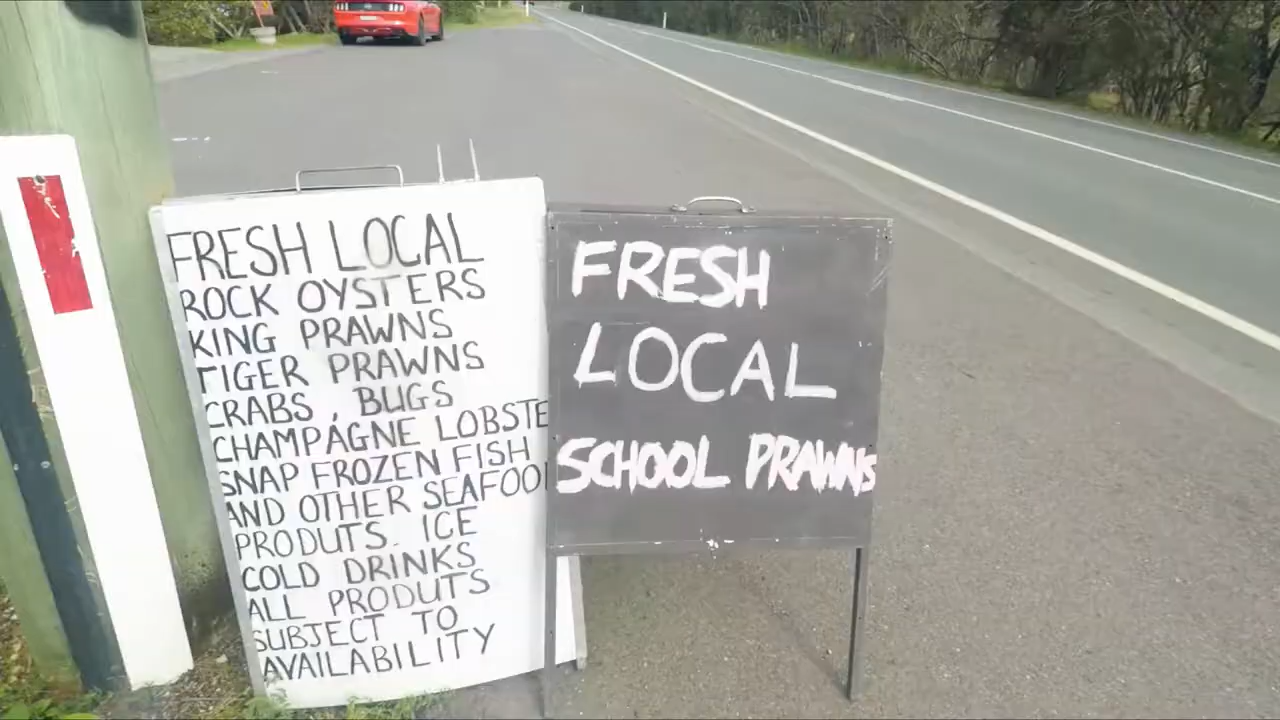 FRESH LOCAL
ROCK OYSTERS
KING PRAWNS
TIGER PRAWNS
CRABS, BUGS
CHAMPAGNE LOBSTE
SNAP FROZEN FISH
AND OTHER SEAFOO
PRODUTS. ICE
COLD DRINKS
ALL PRODUTS
SUBJECT TO
AVAILABILITY
FRESH
LOCAL
SCHOOL PRAWNS